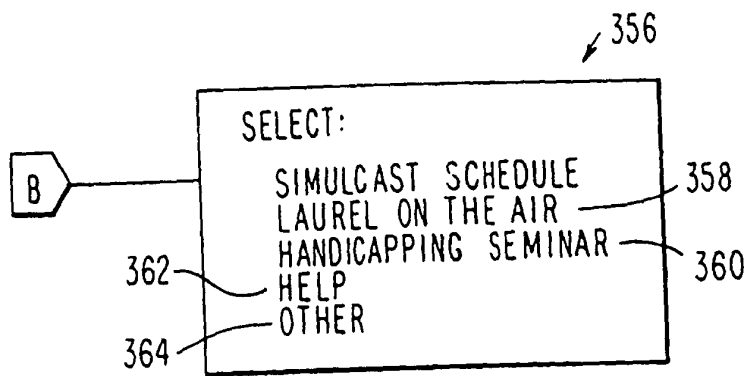 356
SELECT:
B
SIMULCAST SCHEDULE
358
LAUREL ON THE AIR
HANDICAPPING SEMINAR
360
362
HELP
OTHER
364